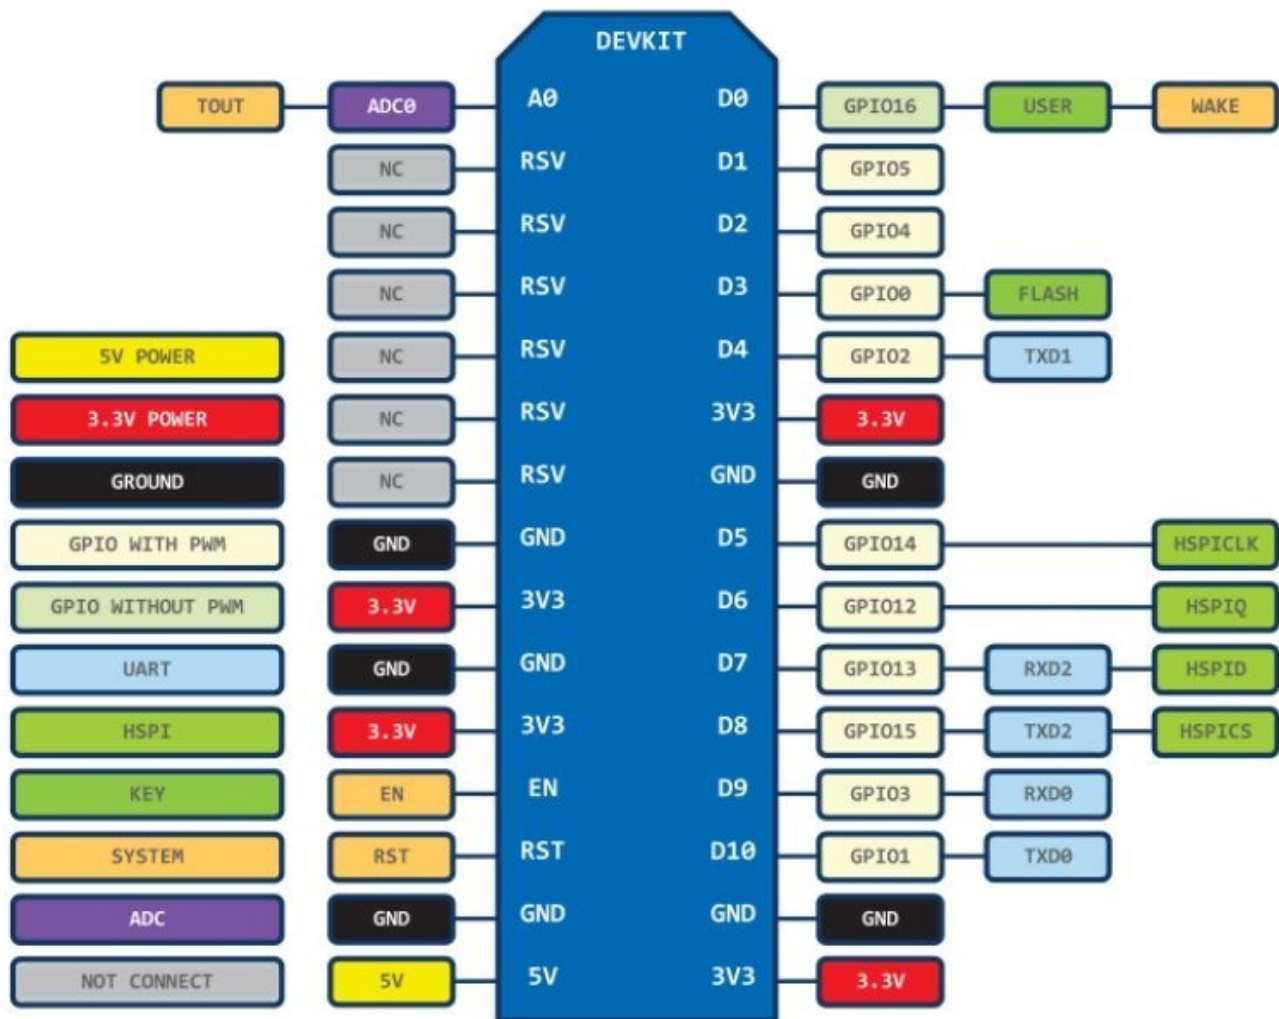 DEVKIT
TOUT ADC0 A0 D0 GPIO16 USER WAKE
NC RSV D1 GPIO5
NC RSV D2 GPIO4
NC RSV D3 GPIO0 FLASH
5V POWER NC RSV D4 GPIO2 TXD1
3.3V POWER NC RSV 3V3 3.3V
GROUND NC RSV GND GND
GPIO WITH PWM GND GND D5 GPIO14 HSPICLK
GPIO WITHOUT PWM 3.3V 3V3 D6 GPIO12 HSPIQ
UART GND GND D7 GPIO13 RXD2 HSPID
HSPI 3.3V 3V3 D8 GPIO15 TXD2 HSPICS
KEY EN EN D9 GPIO3 RXD0
SYSTEM RST RST D10 GPIO1 TXD0
ADC GND GND GND GND
NOT CONNECT 5V 5V 3V3 3.3V